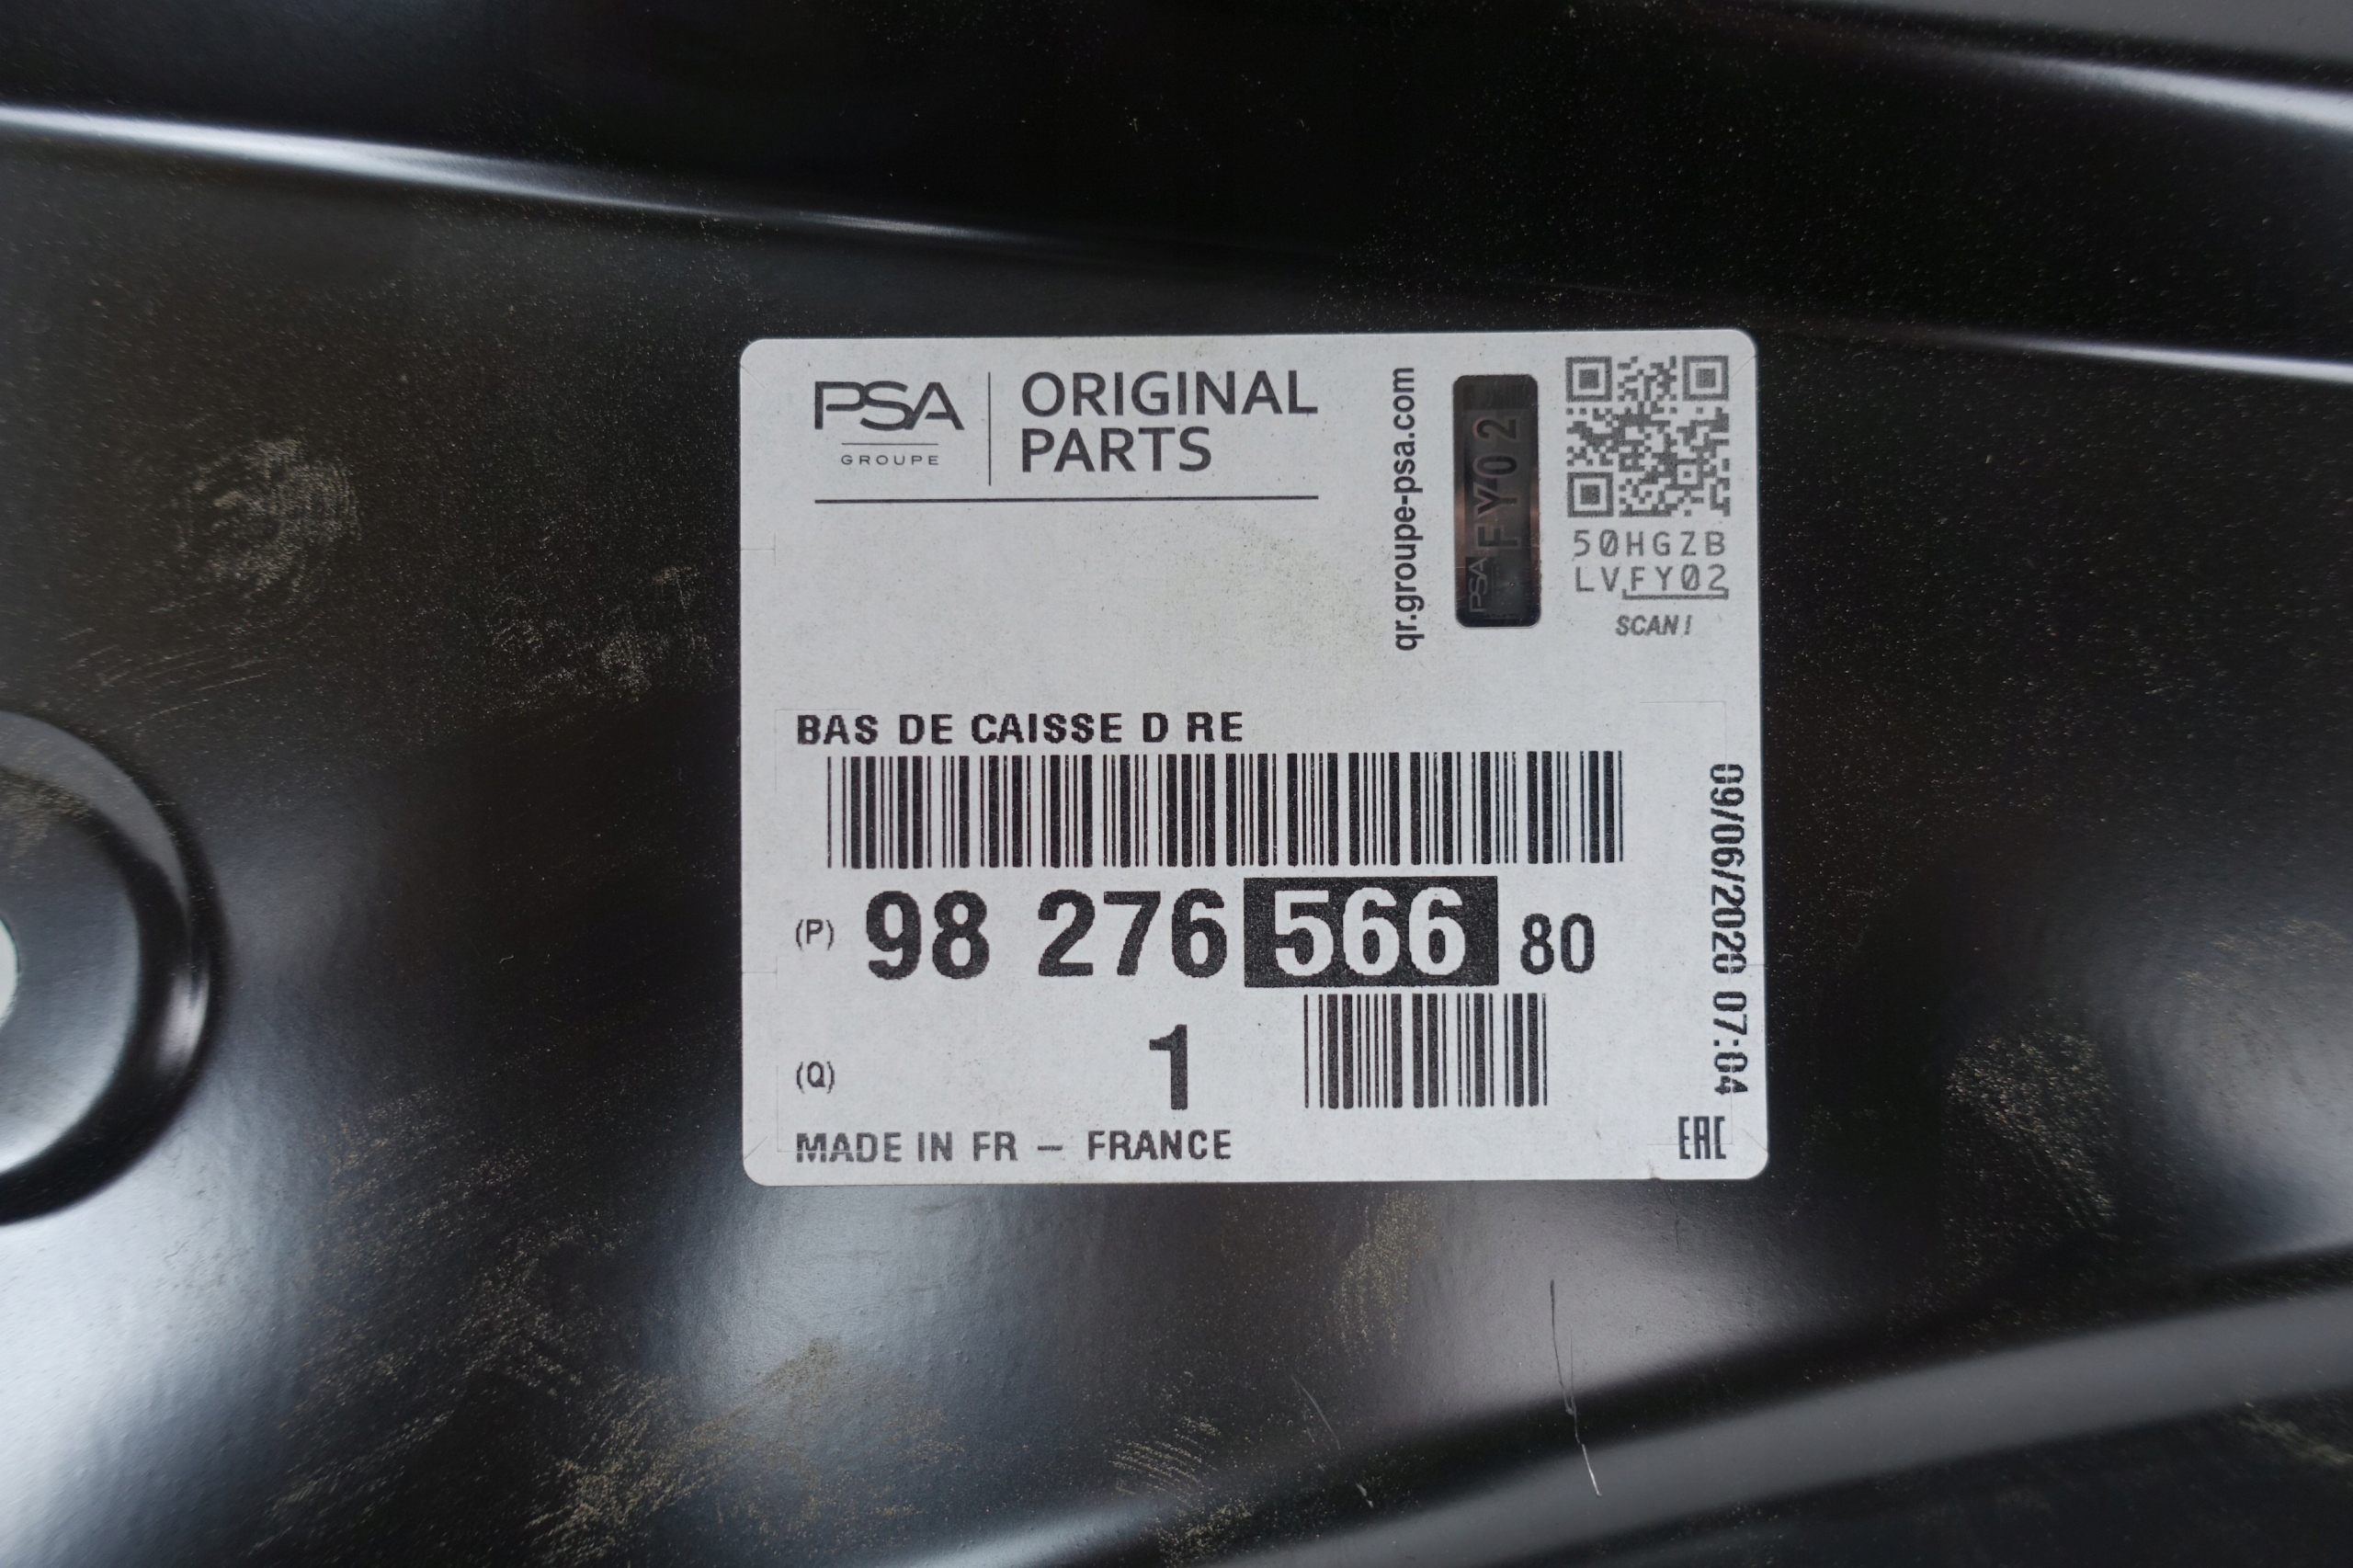 PSA
GROUPE
ORIGINAL
PARTS
qr.groupe-psa.com
PSA FY02
50HGZB
LVFY02
SCAN!
BAS DE CAISSE D RE
(P) 98 276 566 80
(Q) 1
MADE IN FR - FRANCE
09/06/2020 07:04
EAC